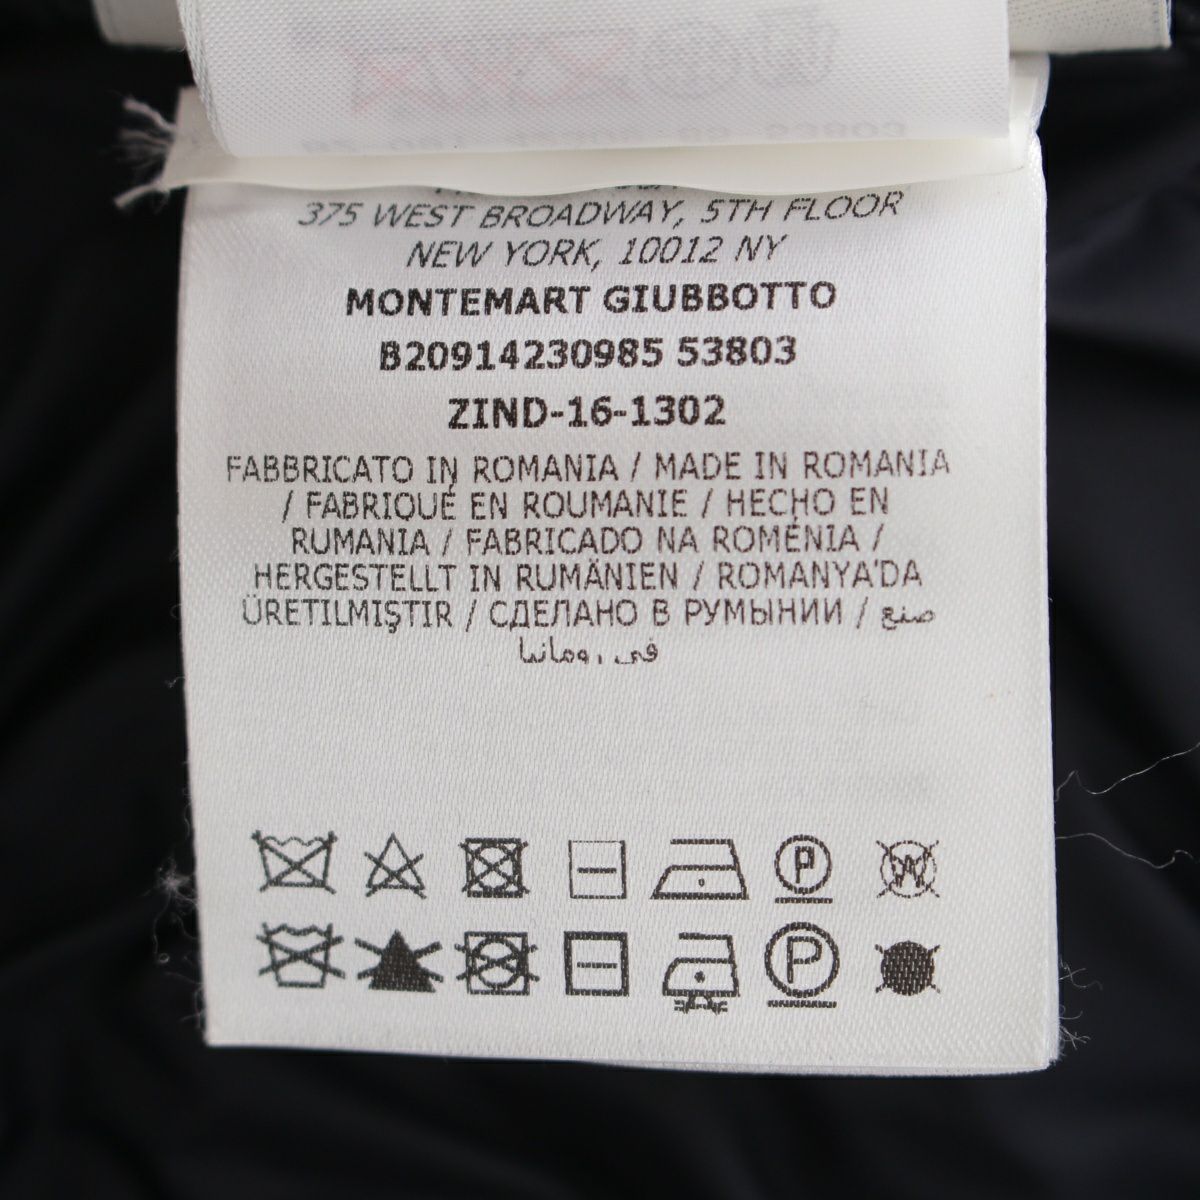 375 WEST BROADWAY, 5TH FLOOR
NEW YORK, 10012 NY
MONTEMART GIUBBOTTO
B20914230985 53803
ZIND-16-1302
FABBRICATO IN ROMANIA / MADE IN ROMANIA
/ FABRIQUÉ EN ROUMANIE / HECHO EN
RUMANIA / FABRICADO NA ROMÉNIA /
HERGESTELLT IN RUMÄNIEN / ROMANYA'DA
ÜRETILMIŞTIR / СДЕЛАНО В РУМЫНИИ / صنع
في رومانيا
P W
P